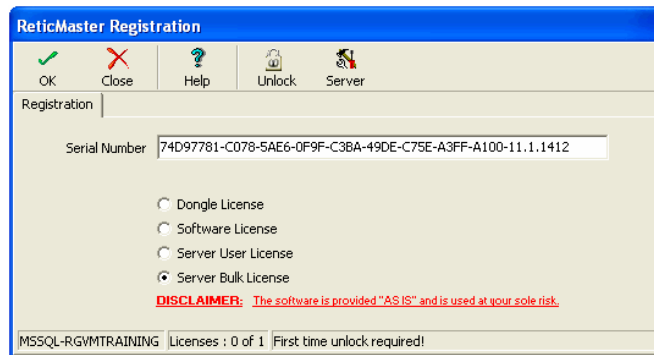 ReticMaster Registration
OK Close Help Unlock Server
Registration
Serial Number 74D97781-C078-5AE6-0F9F-C3BA-49DE-C75E-A3FF-A100-11.1.1412
Dongle License
Software License
Server User License
Server Bulk License
DISCLAIMER: The software is provided "AS IS" and is used at your sole risk.
MSSQL-RGVMTRAINING Licenses : 0 of 1 First time unlock required!